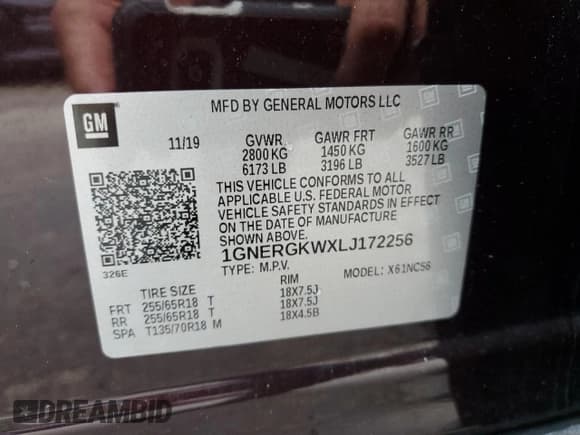 MFD BY GENERAL MOTORS LLC
GM
11/19 GVWR GAWR FRT GAWR RR
2800 KG 1450 KG 1600 KG
6173 LB 3196 LB 3527 LB
THIS VEHICLE CONFORMS TO ALL
APPLICABLE U.S. FEDERAL MOTOR
VEHICLE SAFETY STANDARDS IN EFFECT
ON THE DATE OF MANUFACTURE
SHOWN ABOVE.
1GNERGKWXLJ172256
326E
TYPE: M.P.V. MODEL: X61NC56
TIRE SIZE RIM
FRT 255/65R18 T 18X7.5J
RR 255/65R18 T 18X7.5J
SPA T135/70R18 M 18X4.5B
DREAMBID